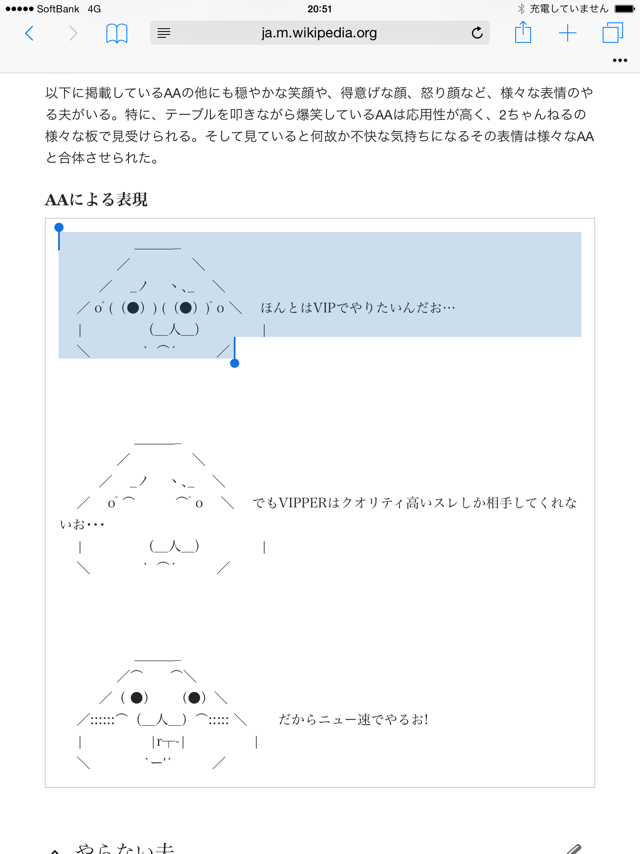 ●●●●● SoftBank 4G 20:51 充電していません
ja.m.wikipedia.org
以下に掲載しているAAの他にも穏やかな笑顔や、得意げな顔、怒り顔など、様々な表情のや
る夫がいる。特に、テーブルを叩きながら爆笑しているAAは応用性が高く、2ちゃんねるの
様々な板で見受けられる。そして見ていると何故か不快な気持ちになるその表情は様々なAA
と合体させられた。
AAによる表現
　　　　　＿＿＿_
　　　　／　　　　　＼
　　　／　 _ノ 　ヽ､_　 ＼
　／ oﾟ(（●）) (（●）)ﾟo ＼　 ほんとはVIPでやりたいんだお…
　|　　　　 （__人__）　　　　|
　＼　　　 ｀ ⌒´　　　／
　　　　　＿＿＿_
　　　　／　　　　　＼
　　　／　 _ノ 　ヽ､_　 ＼
　／　 oﾟ⌒　　　⌒ﾟo　 ＼　 でもVIPPERはクオリティ高いスレしか相手してくれな
いお･･･
　|　　　　 （__人__）　　　　|
　＼　　　 ｀ ⌒´　　　／
　　　　　＿＿＿_
　　　　／⌒　　⌒＼
　　　／（ ●）　　（●）＼
　／::::::⌒（__人__）⌒::::: ＼　　だからニュー速でやるお!
　|　　　　 |r┬-|　　　　　|
　＼　　　 ｀ー'´　　　／
やらない夫